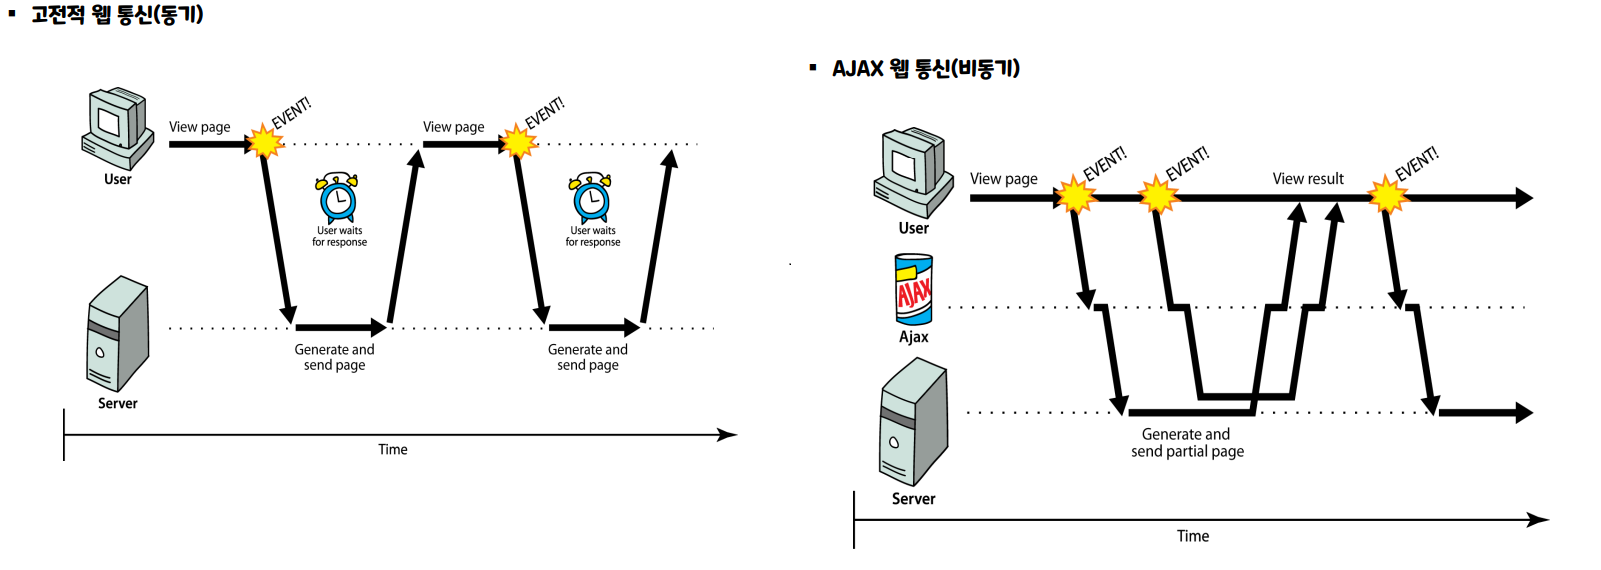 ▪ 고전적 웹 통신(동기)
View page
EVENT!
View page
EVENT!
User
User waits
for response
User waits
for response
Generate and
send page
Generate and
send page
Server
Time
▪ AJAX 웹 통신(비동기)
View page
EVENT!
EVENT!
View result
EVENT!
User
AJAX
Ajax
Generate and
send partial page
Server
Time